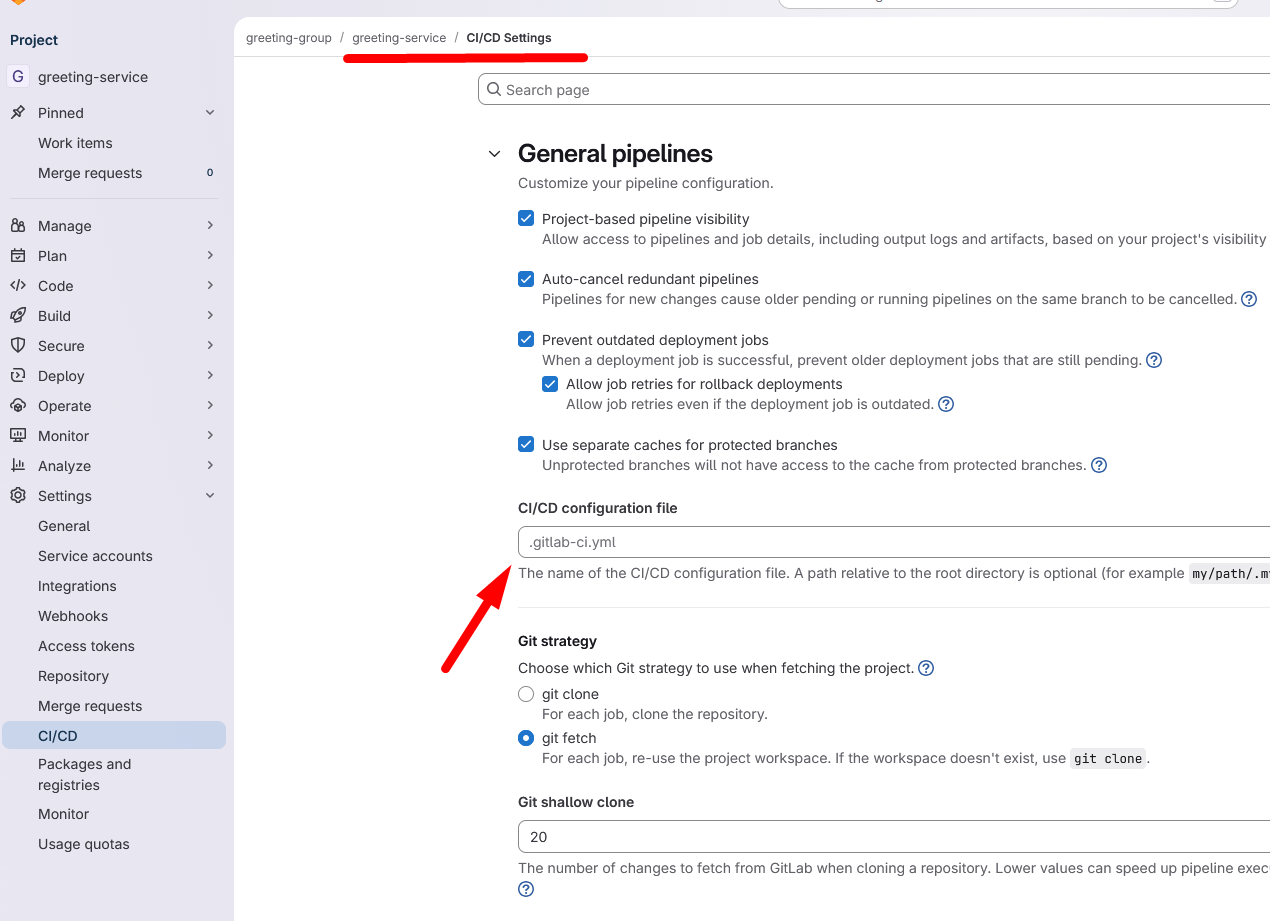 Project
G greeting-service
Pinned
Work items
Merge requests 0
Manage
Plan
Code
Build
Secure
Deploy
Operate
Monitor
Analyze
Settings
General
Service accounts
Integrations
Webhooks
Access tokens
Repository
Merge requests
CI/CD
Packages and
registries
Monitor
Usage quotas
greeting-group / greeting-service / CI/CD Settings
Search page
General pipelines
Customize your pipeline configuration.
Project-based pipeline visibility
Allow access to pipelines and job details, including output logs and artifacts, based on your project's visibility
Auto-cancel redundant pipelines
Pipelines for new changes cause older pending or running pipelines on the same branch to be cancelled. ?
Prevent outdated deployment jobs
When a deployment job is successful, prevent older deployment jobs that are still pending. ?
Allow job retries for rollback deployments
Allow job retries even if the deployment job is outdated. ?
Use separate caches for protected branches
Unprotected branches will not have access to the cache from protected branches. ?
CI/CD configuration file
.gitlab-ci.yml
The name of the CI/CD configuration file. A path relative to the root directory is optional (for example my/path/.m
Git strategy
Choose which Git strategy to use when fetching the project. ?
git clone
For each job, clone the repository.
git fetch
For each job, re-use the project workspace. If the workspace doesn't exist, use git clone.
Git shallow clone
20
The number of changes to fetch from GitLab when cloning a repository. Lower values can speed up pipeline exec
?